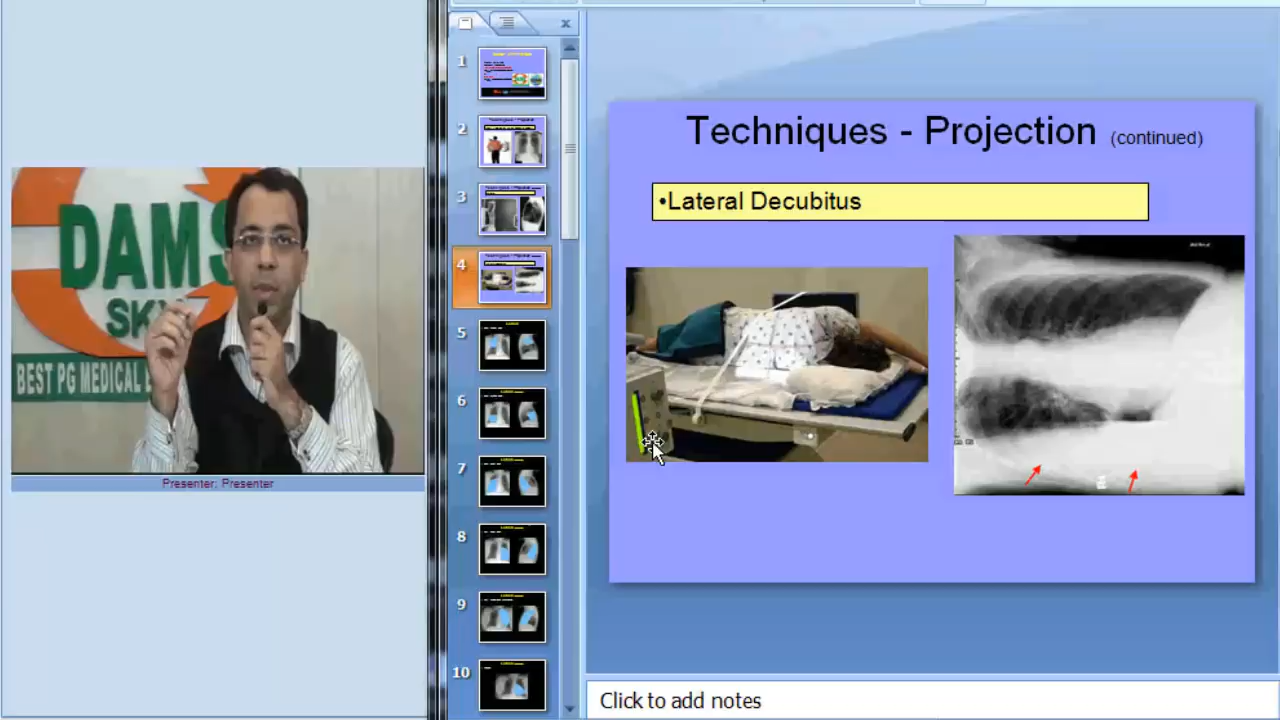 DAMS
SKY
BEST PG MEDICAL
Presenter: Presenter
1
2
3
4
5
6
7
8
9
10
Techniques - Projection (continued)
•Lateral Decubitus
Click to add notes